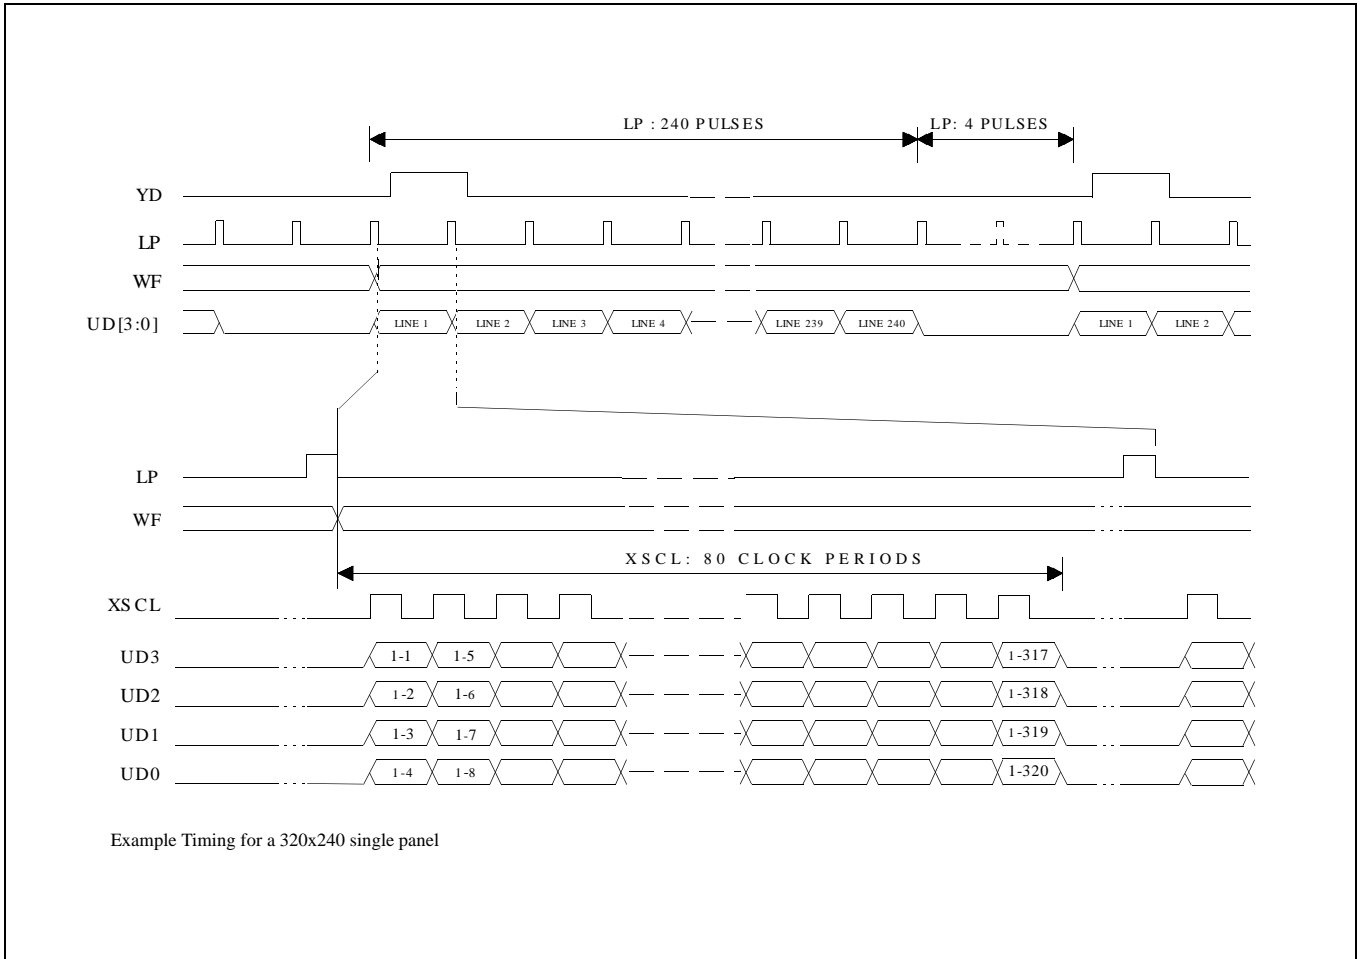 LP : 240 PULSES LP: 4 PULSES
YD
LP
WF
UD[3:0] LINE 1 LINE 2 LINE 3 LINE 4 LINE 239 LINE 240 LINE 1 LINE 2
LP
WF
XSCL: 80 CLOCK PERIODS
XSCL
UD3 1-1 1-5 1-317
UD2 1-2 1-6 1-318
UD1 1-3 1-7 1-319
UD0 1-4 1-8 1-320
Example Timing for a 320x240 single panel